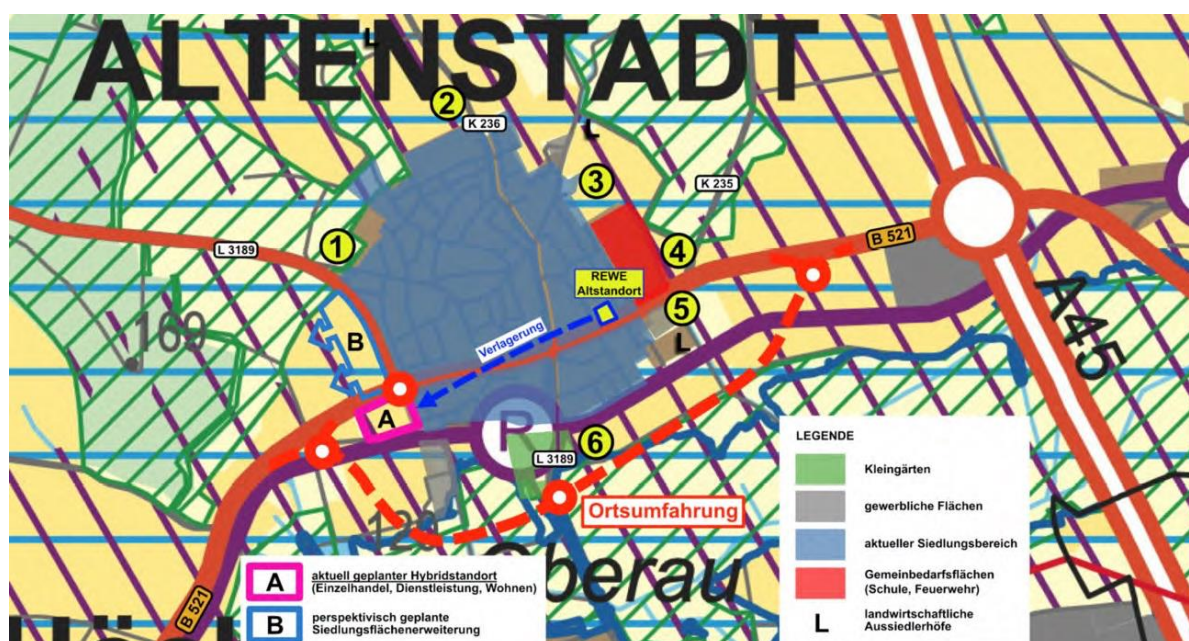 ALTENSTADT
L
2
K 236
L
3
K 235
1
L 3189
4
B 521
REWE
Altstandort
5
169
B
Verlagerung
L
A45
A
P
6
L 3189
LEGENDE
Kleingärten
gewerbliche Flächen
aktueller Siedlungsbereich
Gemeinbedarfsflächen
(Schule, Feuerwehr)
L
landwirtschaftliche
Aussiedlerhöfe
Ortsumfahrung
120
Oberau
A
aktuell geplanter Hybridstandort
(Einzelhandel, Dienstleistung, Wohnen)
B
perspektivisch geplante
Siedlungsflächenerweiterung
B 521